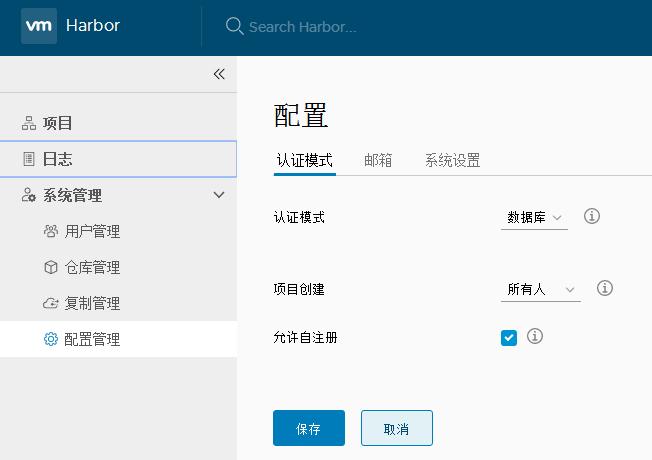 vm Harbor Search Harbor...
项目
日志
系统管理
用户管理
仓库管理
复制管理
配置管理
配置
认证模式 邮箱 系统设置
认证模式 数据库
项目创建 所有人
允许自注册
保存 取消